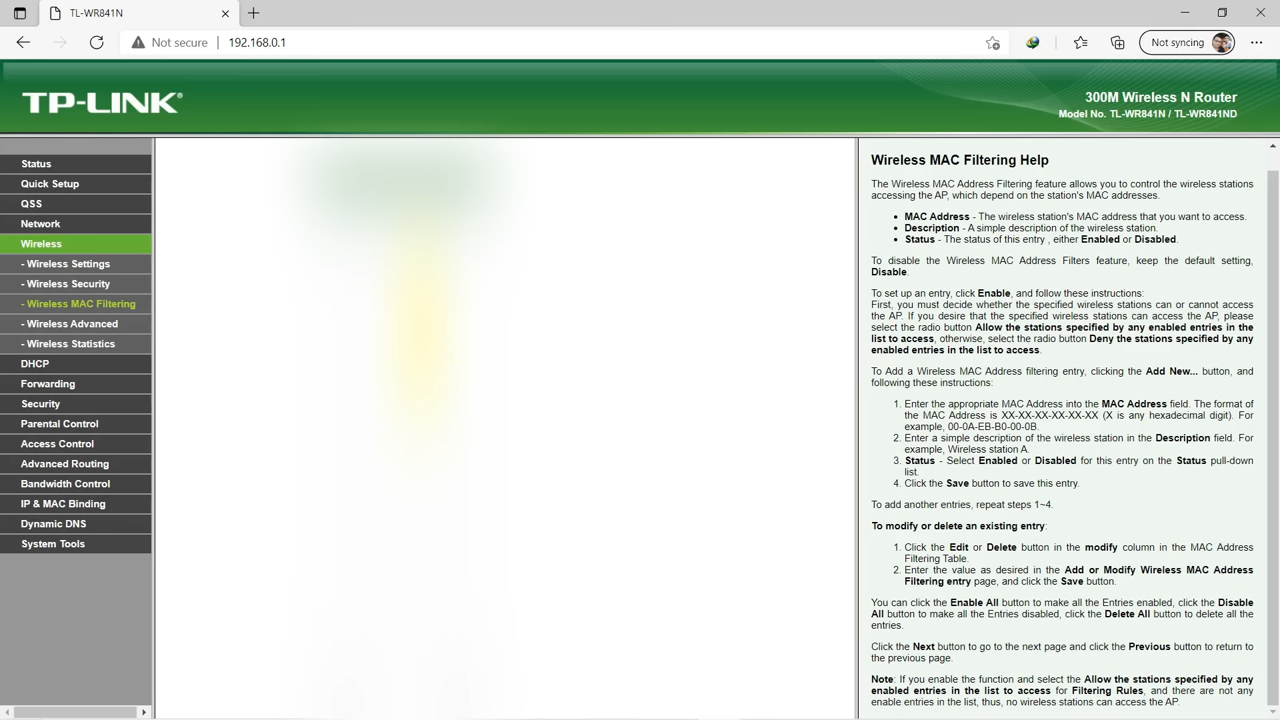 TL-WR841N
Not secure
192.168.0.1
Not syncing
TP-LINK®
300M Wireless N Router
Model No. TL-WR841N / TL-WR841ND
Status
Quick Setup
QSS
Network
Wireless
- Wireless Settings
- Wireless Security
- Wireless MAC Filtering
- Wireless Advanced
- Wireless Statistics
DHCP
Forwarding
Security
Parental Control
Access Control
Advanced Routing
Bandwidth Control
IP & MAC Binding
Dynamic DNS
System Tools
Wireless MAC Filtering Help
The Wireless MAC Address Filtering feature allows you to control the wireless stations
accessing the AP, which depend on the station's MAC addresses.
• MAC Address - The wireless station's MAC address that you want to access.
• Description - A simple description of the wireless station.
• Status - The status of this entry , either Enabled or Disabled.
To disable the Wireless MAC Address Filters feature, keep the default setting,
Disable.
To set up an entry, click Enable, and follow these instructions:
First, you must decide whether the specified wireless stations can or cannot access
the AP. If you desire that the specified wireless stations can access the AP, please
select the radio button Allow the stations specified by any enabled entries in the
list to access, otherwise, select the radio button Deny the stations specified by any
enabled entries in the list to access.
To Add a Wireless MAC Address filtering entry, clicking the Add New... button, and
following these instructions:
1. Enter the appropriate MAC Address into the MAC Address field. The format of
the MAC Address is XX-XX-XX-XX-XX-XX (X is any hexadecimal digit). For
example, 00-0A-EB-B0-00-0B.
2. Enter a simple description of the wireless station in the Description field. For
example, Wireless station A.
3. Status - Select Enabled or Disabled for this entry on the Status pull-down
list.
4. Click the Save button to save this entry.
To add another entries, repeat steps 1~4.
To modify or delete an existing entry:
1. Click the Edit or Delete button in the modify column in the MAC Address
Filtering Table.
2. Enter the value as desired in the Add or Modify Wireless MAC Address
Filtering entry page, and click the Save button.
You can click the Enable All button to make all the Entries enabled, click the Disable
All button to make all the Entries disabled, click the Delete All button to delete all the
entries.
Click the Next button to go to the next page and click the Previous button to return to
the previous page.
Note: If you enable the function and select the Allow the stations specified by any
enabled entries in the list to access for Filtering Rules, and there are not any
enable entries in the list, thus, no wireless stations can access the AP.